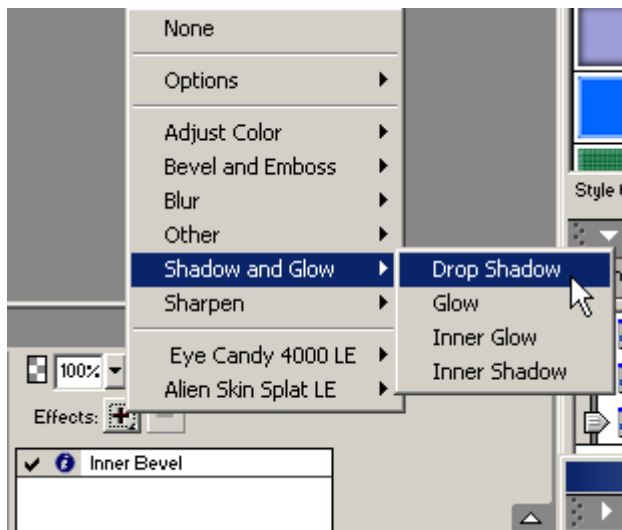 None
Options
Adjust Color
Bevel and Emboss
Blur
Other
Shadow and Glow
Sharpen
Eye Candy 4000 LE
Alien Skin Splat LE
Drop Shadow
Glow
Inner Glow
Inner Shadow
Style
100%
Effects:
Inner Bevel